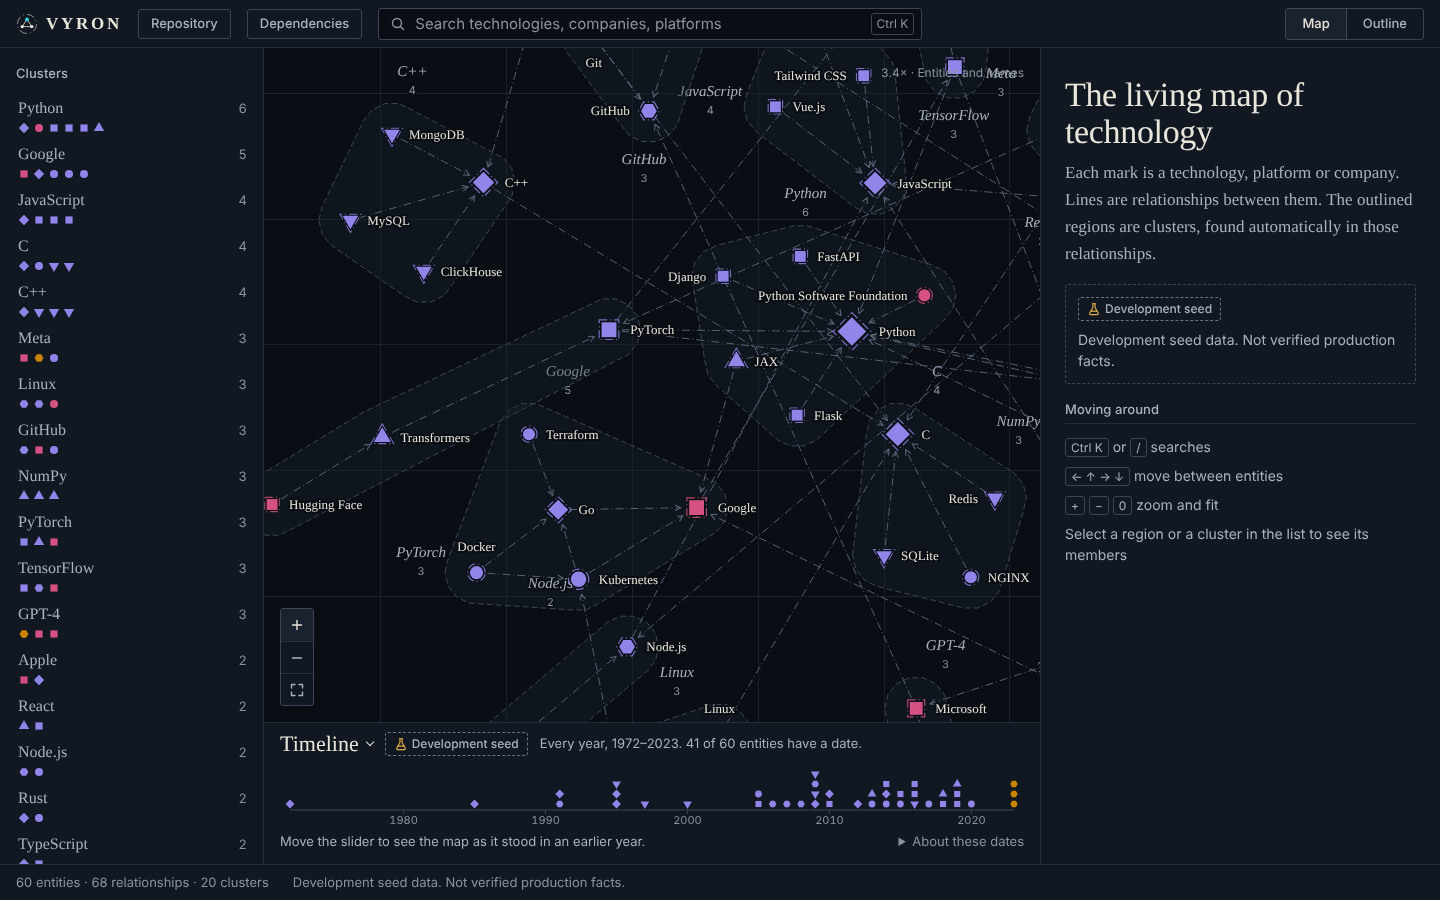 VYRON
Repository
Dependencies
Search technologies, companies, platforms
Ctrl K
Map
Outline
Clusters
Python 6
Google 5
JavaScript 4
C 4
C++ 4
Meta 3
Linux 3
GitHub 3
NumPy 3
PyTorch 3
TensorFlow 3
GPT-4 3
Apple 2
React 2
Node.js 2
Rust 2
TypeScript 2
C++
4
Git
GitHub
JavaScript
4
Tailwind CSS
3.4× · Entities and Memes
Meta
3
Vue.js
TensorFlow
3
MongoDB
GitHub
3
C++
JavaScript
Python
6
MySQL
Re
FastAPI
ClickHouse
Django
Python Software Foundation
PyTorch
Python
JAX
Google
5
C
4
Flask
NumPy
3
Transformers
Terraform
C
Hugging Face
Go
Google
Redis
PyTorch
3
Docker
Node.js
2
Kubernetes
SQLite
NGINX
Node.js
GPT-4
3
Linux
3
Linux
Microsoft
+
−
The living map of
technology
Each mark is a technology, platform or company.
Lines are relationships between them. The outlined
regions are clusters, found automatically in those
relationships.
Development seed
Development seed data. Not verified production
facts.
Moving around
Ctrl K or / searches
← ↑ → ↓ move between entities
+ − 0 zoom and fit
Select a region or a cluster in the list to see its
members
Timeline
Development seed
Every year, 1972–2023. 41 of 60 entities have a date.
1980 1990 2000 2010 2020
Move the slider to see the map as it stood in an earlier year.
▶ About these dates
60 entities · 68 relationships · 20 clusters
Development seed data. Not verified production facts.